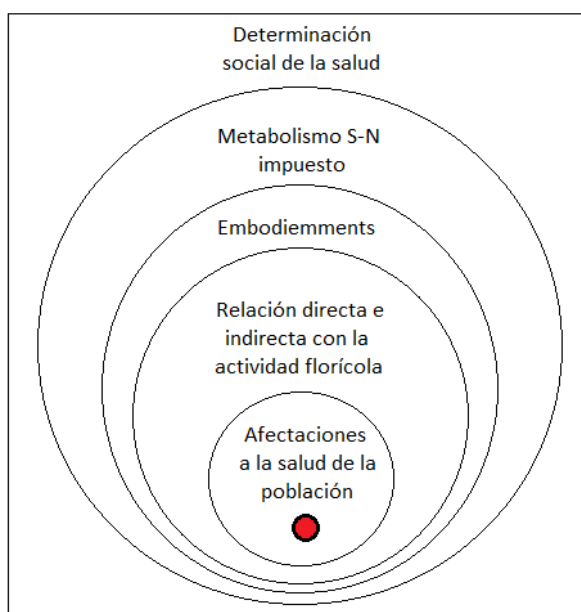 Determinación
social de la salud
Metabolismo S-N
impuesto
Embodiemments
Relación directa e
indirecta con la
actividad florícola
Afectaciones
a la salud de la
población